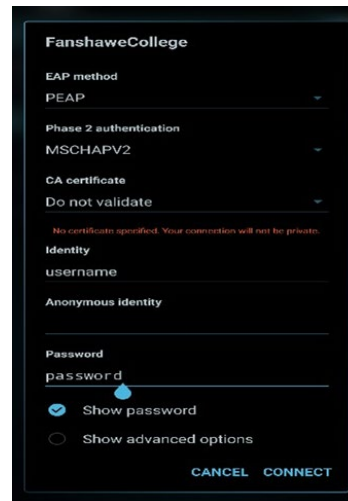 FanshaweCollege
EAP method
PEAP
Phase 2 authentication
MSCHAPV2
CA certificate
Do not validate
No certificate specified. Your connection will not be private.
Identity
username
Anonymous identity
Password
password
Show password
Show advanced options
CANCEL CONNECT